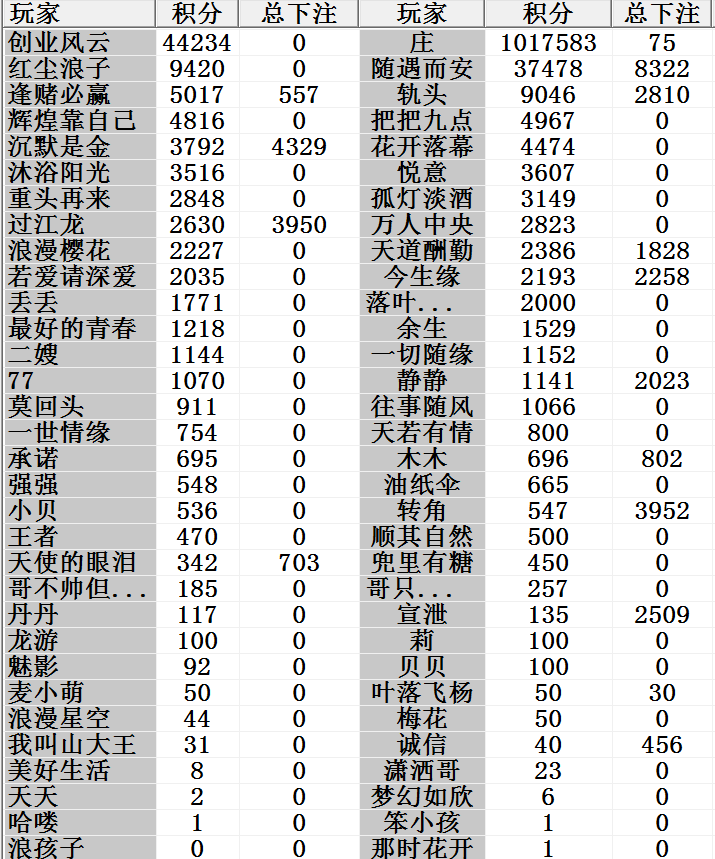 玩家 积分 总下注 玩家 积分 总下注
创业风云 44234 0 庄 1017583 75
红尘浪子 9420 0 随遇而安 37478 8322
逢赌必赢 5017 557 轨头 9046 2810
辉煌靠自己 4816 0 把把九点 4967 0
沉默是金 3792 4329 花开落幕 4474 0
沐浴阳光 3516 0 悦意 3607 0
重头再来 2848 0 孤灯淡酒 3149 0
过江龙 2630 3950 万人中央 2823 0
浪漫樱花 2227 0 天道酬勤 2386 1828
若爱请深爱 2035 0 今生缘 2193 2258
丢丢 1771 0 落叶... 2000 0
最好的青春 1218 0 余生 1529 0
二嫂 1144 0 一切随缘 1152 0
77 1070 0 静静 1141 2023
莫回头 911 0 往事随风 1066 0
一世情缘 754 0 天若有情 800 0
承诺 695 0 木木 696 802
强强 548 0 油纸伞 665 0
小贝 536 0 转角 547 3952
王者 470 0 顺其自然 500 0
天使的眼泪 342 703 兜里有糖 450 0
哥不帅但... 185 0 哥只... 257 0
丹丹 117 0 宣泄 135 2509
龙游 100 0 莉 100 0
魅影 92 0 贝贝 100 0
麦小萌 50 0 叶落飞杨 50 30
浪漫星空 44 0 梅花 50 0
我叫山大王 31 0 诚信 40 456
美好生活 8 0 潇洒哥 23 0
天天 2 0 梦幻如欣 6 0
哈喽 1 0 笨小孩 1 0
浪孩子 0 0 那时花开 1 0